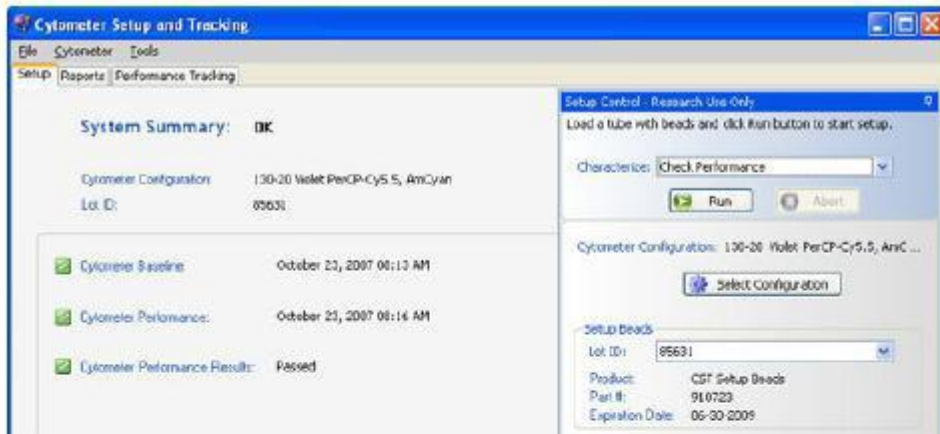 Cytometer Setup and Tracking
File Cytometer Tools
Setup Reports Performance Tracking
System Summary: OK
Cytometer Configuration 130-20 Violet PerCP-Cy5.5, AmCyan
Lot ID: 85631
Cytometer Baseline: October 23, 2007 08:13 AM
Cytometer Performance: October 23, 2007 08:16 AM
Cytometer Performance Results: Passed
Setup Control - Research Use Only
Load a tube with beads and click Run button to start setup.
Characterize: Check Performance
Run Abort
Cytometer Configuration: 130-20 Violet PerCP-Cy5.5, AmC ...
Select Configuration
Setup Beads
Lot ID: 85631
Product: CST Setup Beads
Part #: 910723
Expiration Date: 06-30-2009